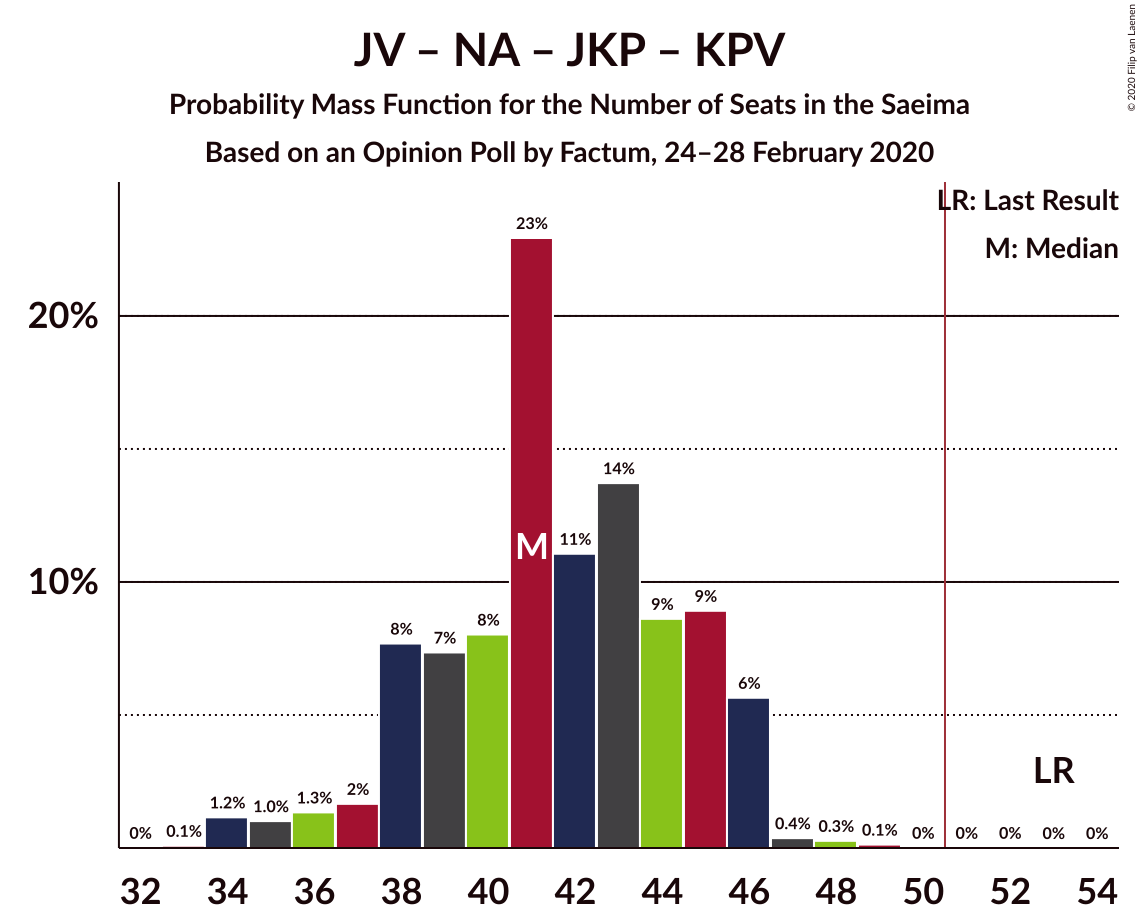 JV – NA – JKP – KPV
Probability Mass Function for the Number of Seats in the Saeima
Based on an Opinion Poll by Factum, 24–28 February 2020
© 2020 Filip van Laenen
LR: Last Result
M: Median
20%
10%
0% 0.1% 1.2% 1.0% 1.3% 2% 8% 7% 8% 23% 11% 14% 9% 9% 6% 0.4% 0.3% 0.1% 0% 0% 0% 0% 0%
M
LR
32 34 36 38 40 42 44 46 48 50 52 54